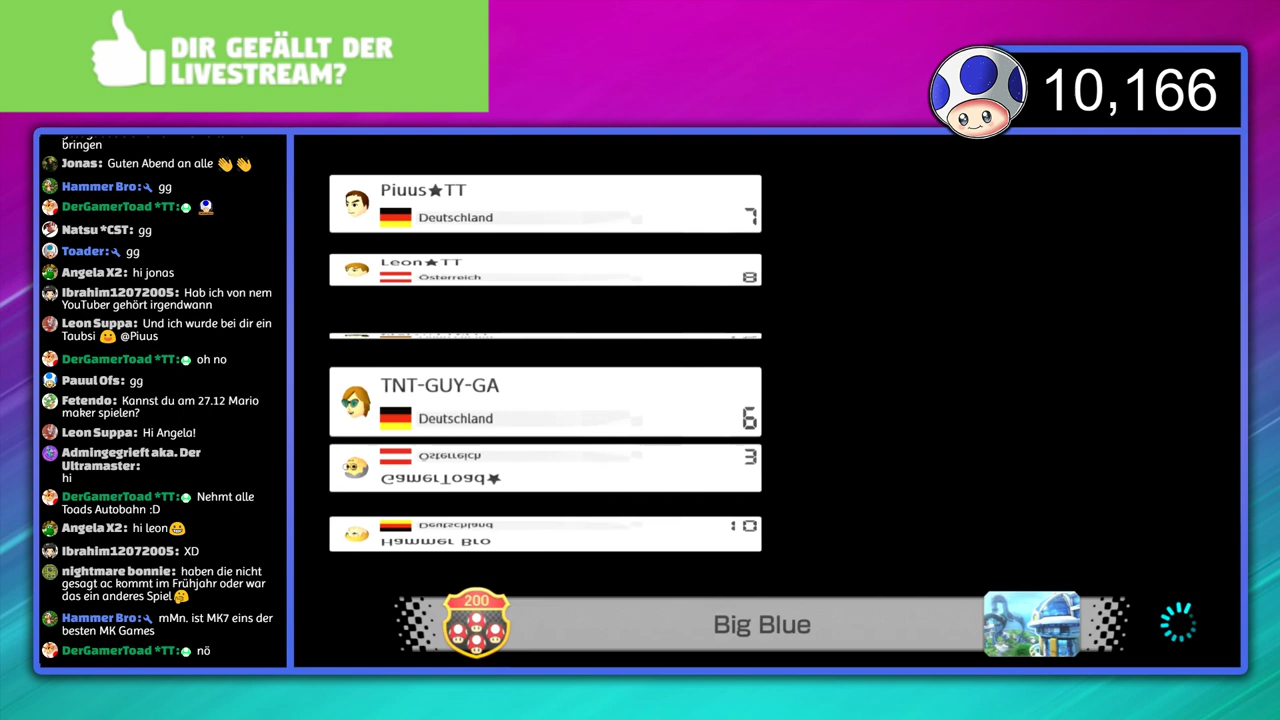 DIR GEFÄLLT DER
LIVESTREAM?
10,166
bringen
Jonas: Guten Abend an alle 👋 👋
Hammer Bro: gg
DerGamerToad *TT:
Natsu *CST: gg
Toader: gg
Angela X2: hi jonas
Ibrahim12072005: Hab ich von nem
YouTuber gehört irgendwann
Leon Suppa: Und ich wurde bei dir ein
Taubsi 😀 @Piuus
DerGamerToad *TT: oh no
Pauul Ofs: gg
Fetendo: Kannst du am 27.12 Mario
maker spielen?
Leon Suppa: Hi Angela!
Admingegrieft aka. Der
Ultramaster:
hi
DerGamerToad *TT: Nehmt alle
Toads Autobahn :D
Angela X2: hi leon😀
Ibrahim12072005: XD
nightmare bonnie: haben die nicht
gesagt ac kommt im Frühjahr oder war
das ein anderes Spiel🤔
Hammer Bro: mMn. ist MK7 eins der
besten MK Games
DerGamerToad *TT: nö
Piuus★TT
Deutschland 7
Leon★TT
Österreich 8
TNT-GUY-GA
Deutschland 6
Österreich 3
GamerToad★
Deutschland 10
Hammer Bro
200
Big Blue